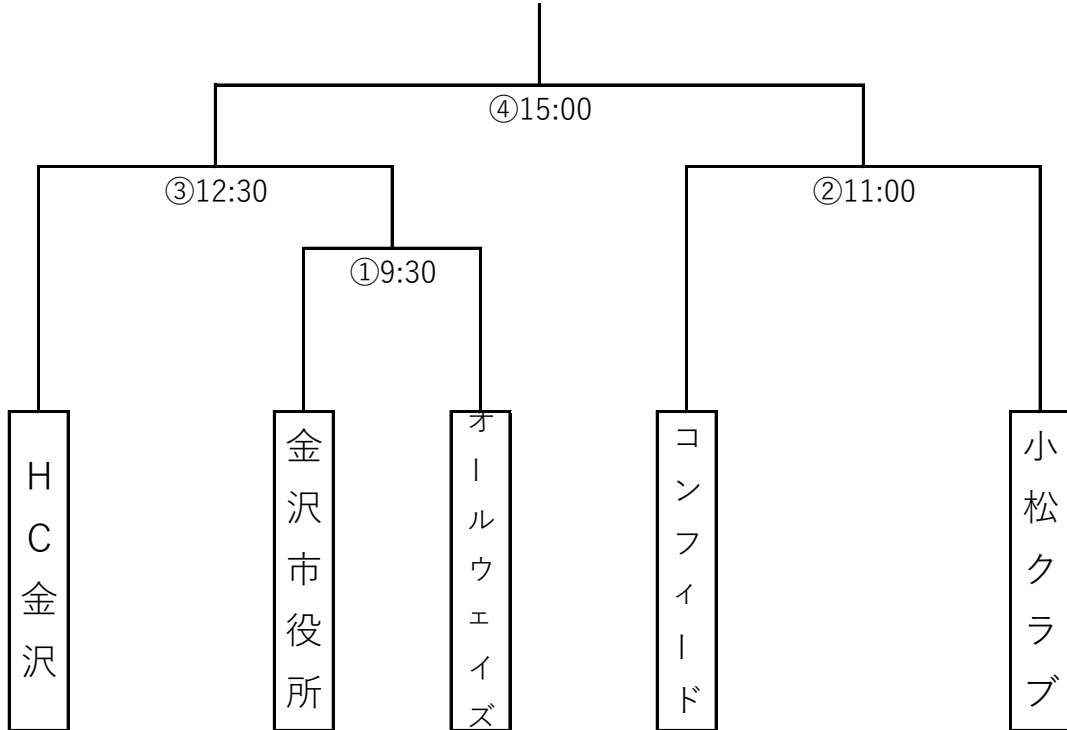 ④15:00
③12:30
②11:00
①9:30
HC金沢
金沢市役所
オールウェイズ
コンフィード
小松クラブ